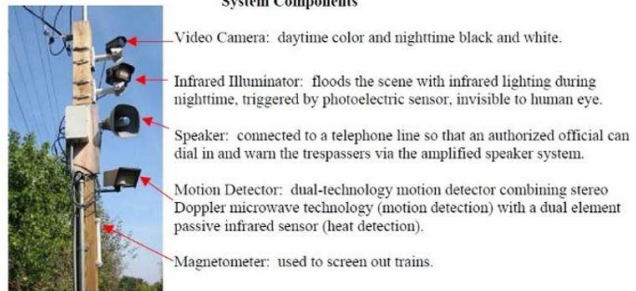 System Components
Video Camera: daytime color and nighttime black and white.
Infrared Illuminator: floods the scene with infrared lighting during
nighttime, triggered by photoelectric sensor, invisible to human eye.
Speaker: connected to a telephone line so that an authorized official can
dial in and warn the trespassers via the amplified speaker system.
Motion Detector: dual-technology motion detector combining stereo
Doppler microwave technology (motion detection) with a dual element
passive infrared sensor (heat detection).
Magnetometer: used to screen out trains.